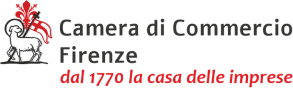 Camera di Commercio
Firenze
dal 1770 la casa delle imprese